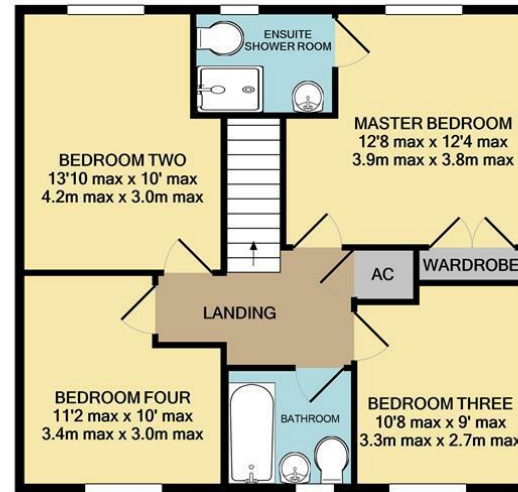 ENSUITE
SHOWER ROOM
MASTER BEDROOM
12'8 max x 12'4 max
3.9m max x 3.8m max
BEDROOM TWO
13'10 max x 10' max
4.2m max x 3.0m max
WARDROBE
AC
LANDING
BEDROOM FOUR
11'2 max x 10' max
3.4m max x 3.0m max
BATHROOM
BEDROOM THREE
10'8 max x 9' max
3.3m max x 2.7m max